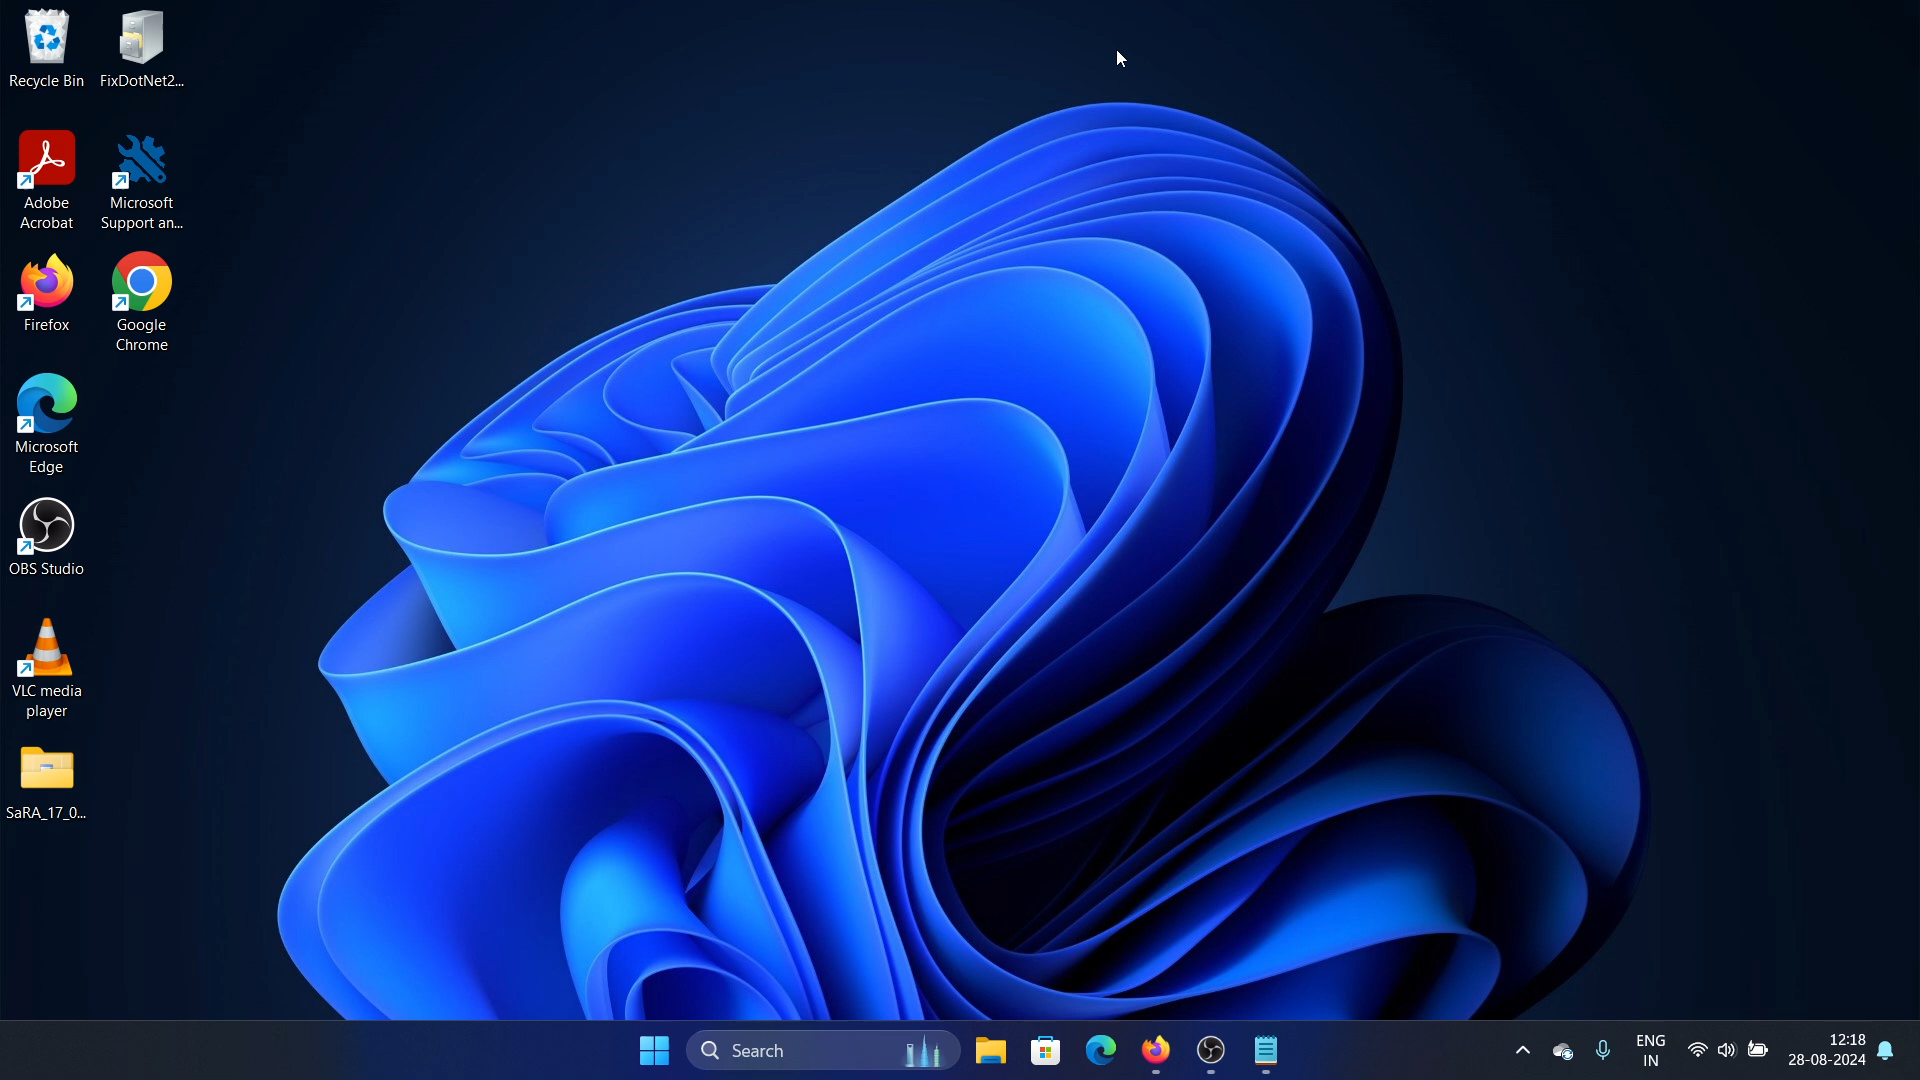 Recycle Bin
FixDotNet2...
Adobe
Acrobat
Microsoft
Support an...
Firefox
Google
Chrome
Microsoft
Edge
OBS Studio
VLC media
player
SaRA_17_0...
Search
ENG
IN
12:18
28-08-2024